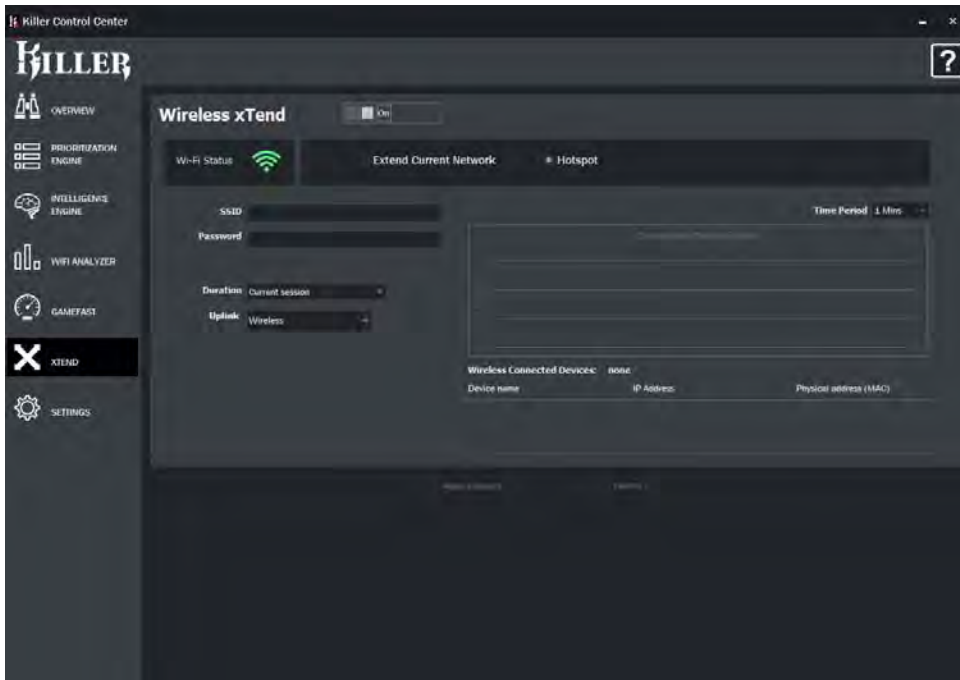 Killer Control Center
KILLER
?
OVERVIEW
PRIORITIZATION
ENGINE
INTELLIGENCE
ENGINE
WIFI ANALYZER
GAMEFAST
XTEND
SETTINGS
Wireless xTend
On
Wi-Fi Status
Extend Current Network
Hotspot
SSID
Password
Duration Current session
Uplink Wireless
Time Period 1 Mins
Wireless Connected Devices: none
Device name IP Address Physical address (MAC)